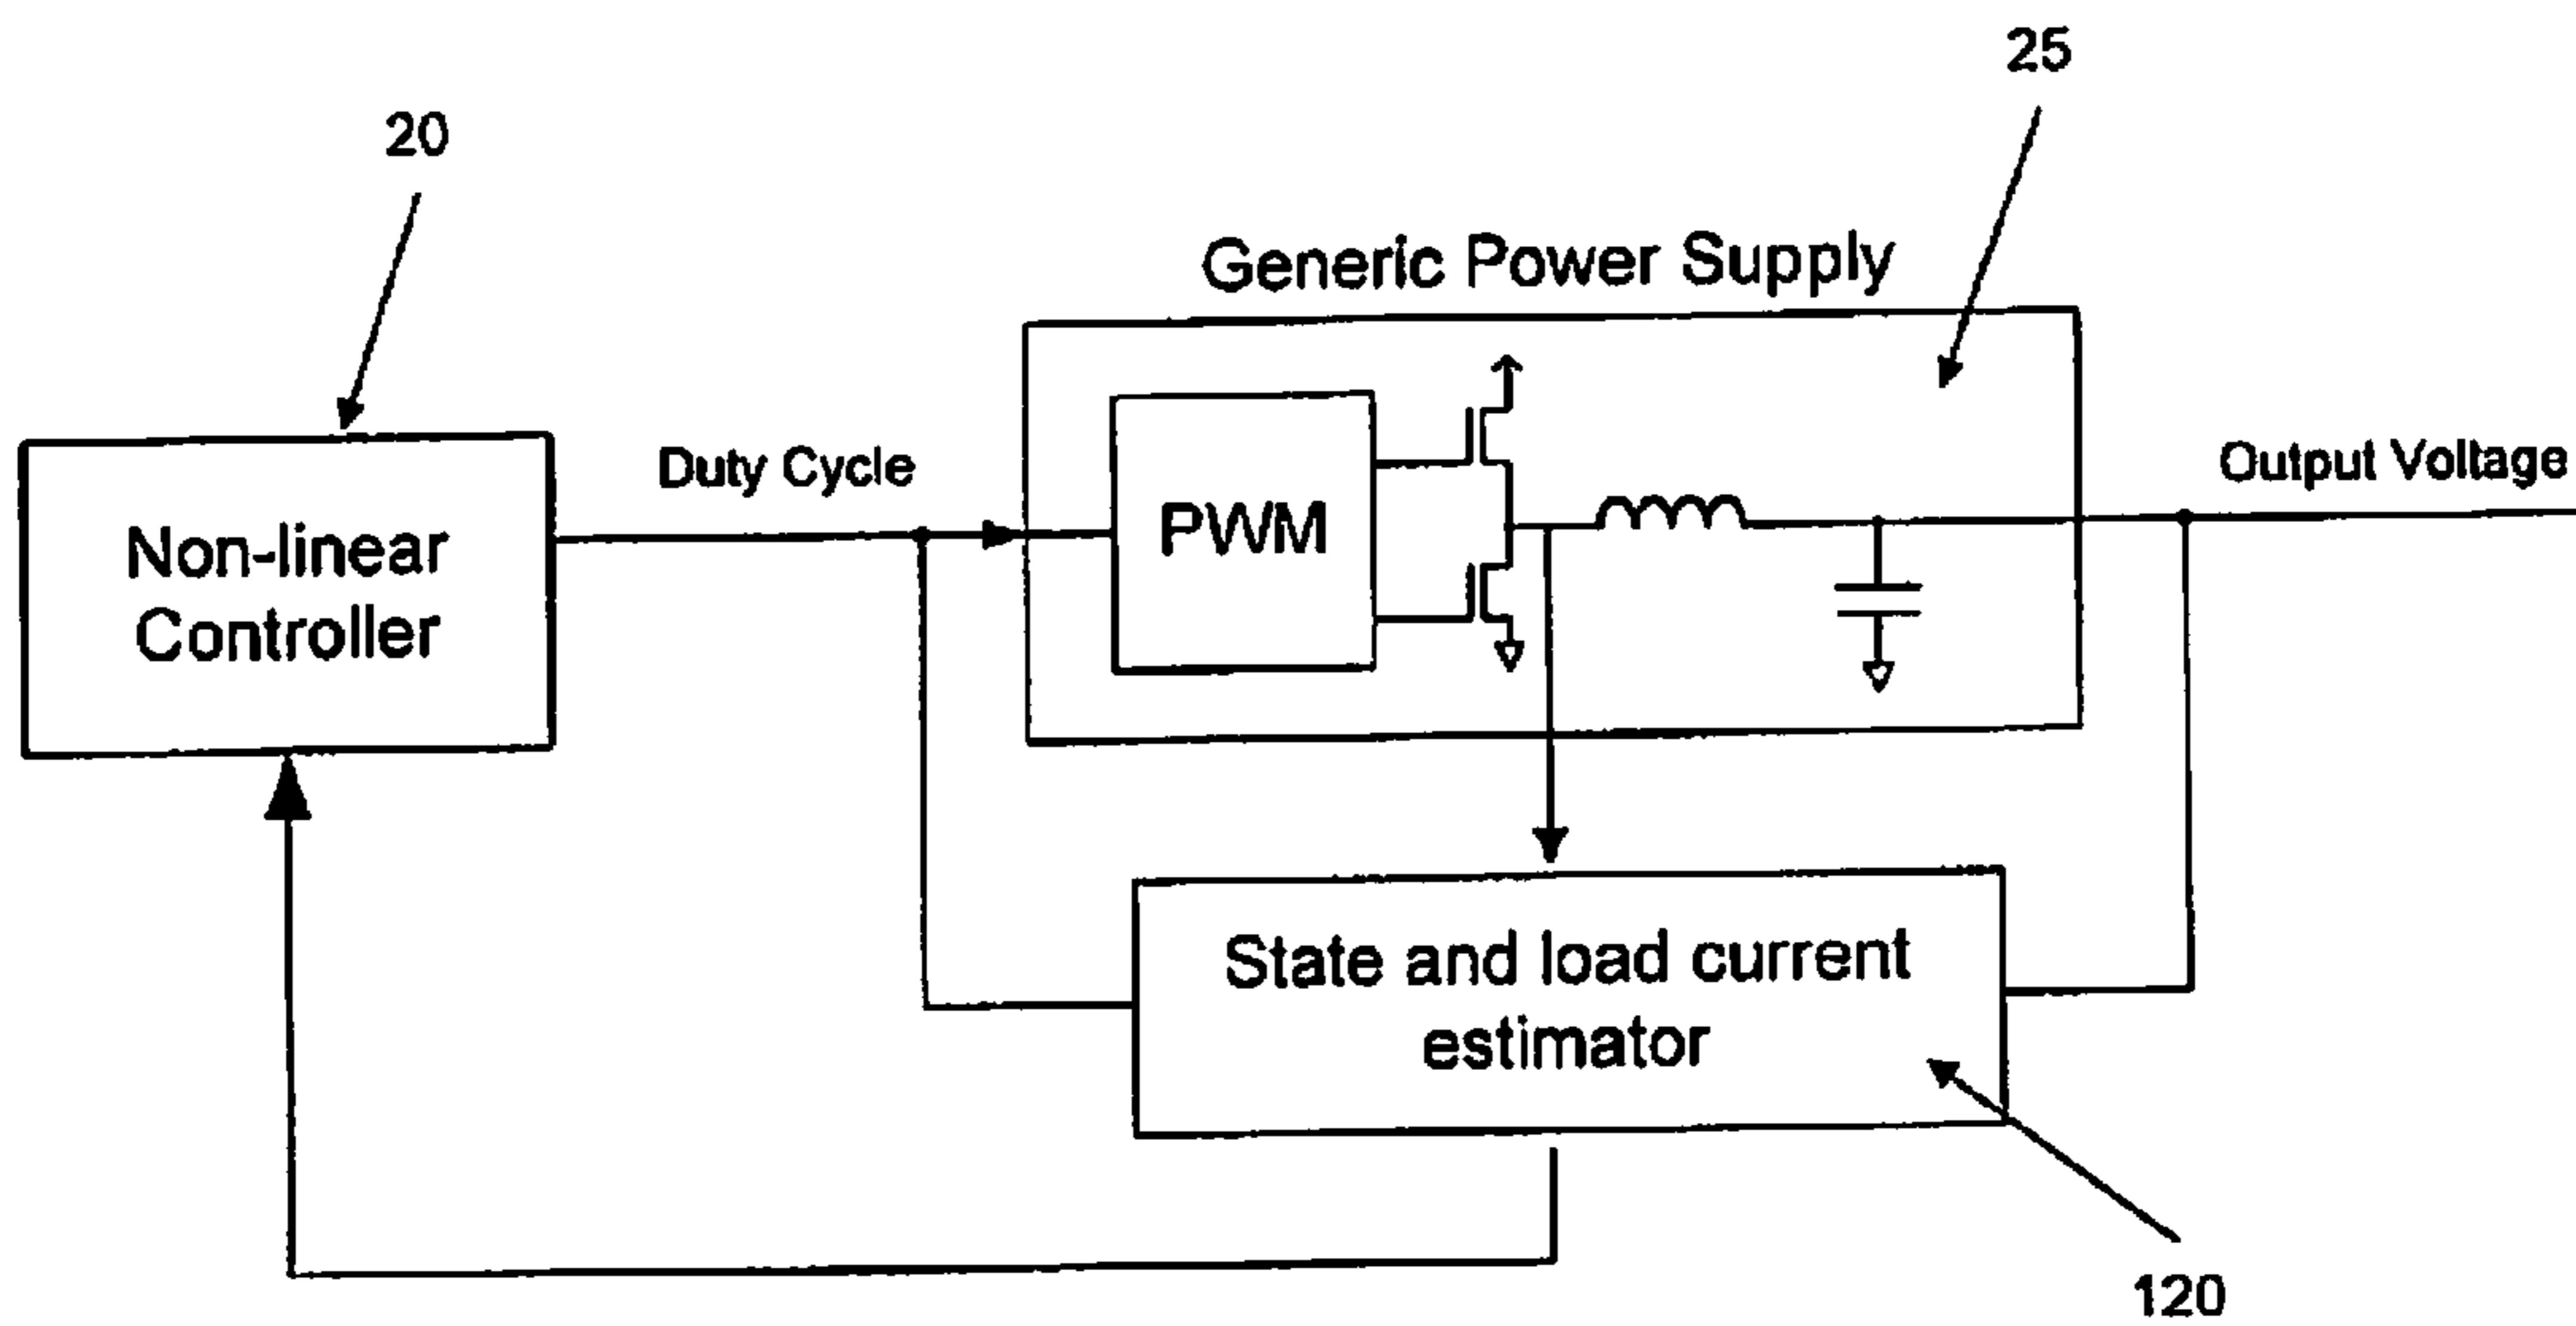 25
20
Generic Power Supply
Duty Cycle
Output Voltage
Non-linear
Controller
PWM
State and load current
estimator
120